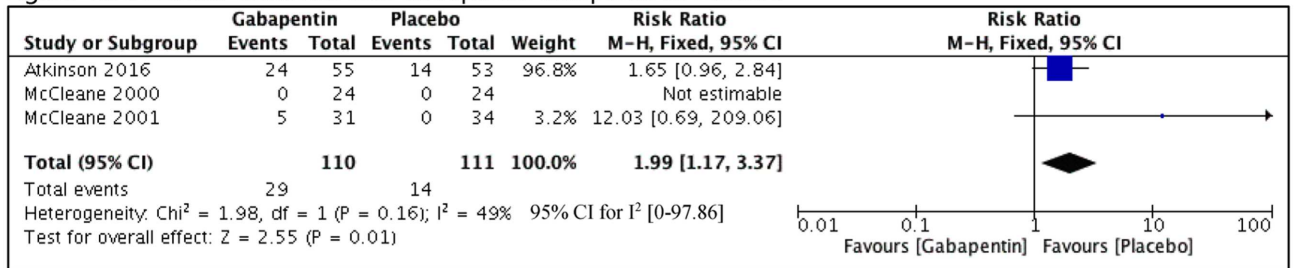 Gabapentin Placebo Risk Ratio Risk Ratio
Study or Subgroup Events Total Events Total Weight M-H, Fixed, 95% CI M-H, Fixed, 95% CI
Atkinson 2016 24 55 14 53 96.8% 1.65 [0.96, 2.84]
McCleane 2000 0 24 0 24 Not estimable
McCleane 2001 5 31 0 34 3.2% 12.03 [0.69, 209.06]
Total (95% CI) 110 111 100.0% 1.99 [1.17, 3.37]
Total events 29 14
Heterogeneity: Chi² = 1.98, df = 1 (P = 0.16); I² = 49% 95% CI for I² [0-97.86]
Test for overall effect: Z = 2.55 (P = 0.01)
0.01 0.1 1 10 100
Favours [Gabapentin] Favours [Placebo]